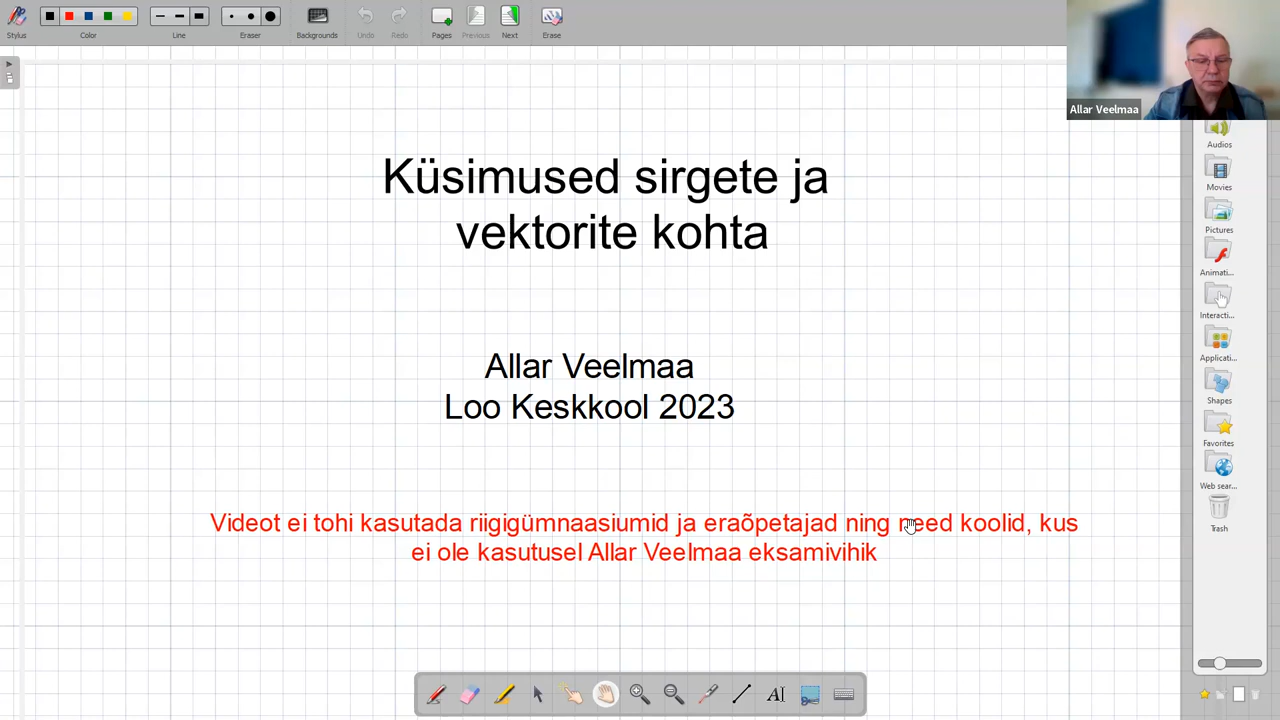 Stylus
Color
Line
Eraser
Backgrounds
Undo
Redo
Pages
Previous
Next
Erase
Allar Veelmaa
Küsimused sirgete ja
vektorite kohta
Allar Veelmaa
Loo Keskkool 2023
Videot ei tohi kasutada riigigümnaasiumid ja eraõpetajad ning need koolid, kus
ei ole kasutusel Allar Veelmaa eksamivihik
Audios
Movies
Pictures
Animati...
Interacti...
Applicati...
Shapes
Favorites
Web sear...
Trash